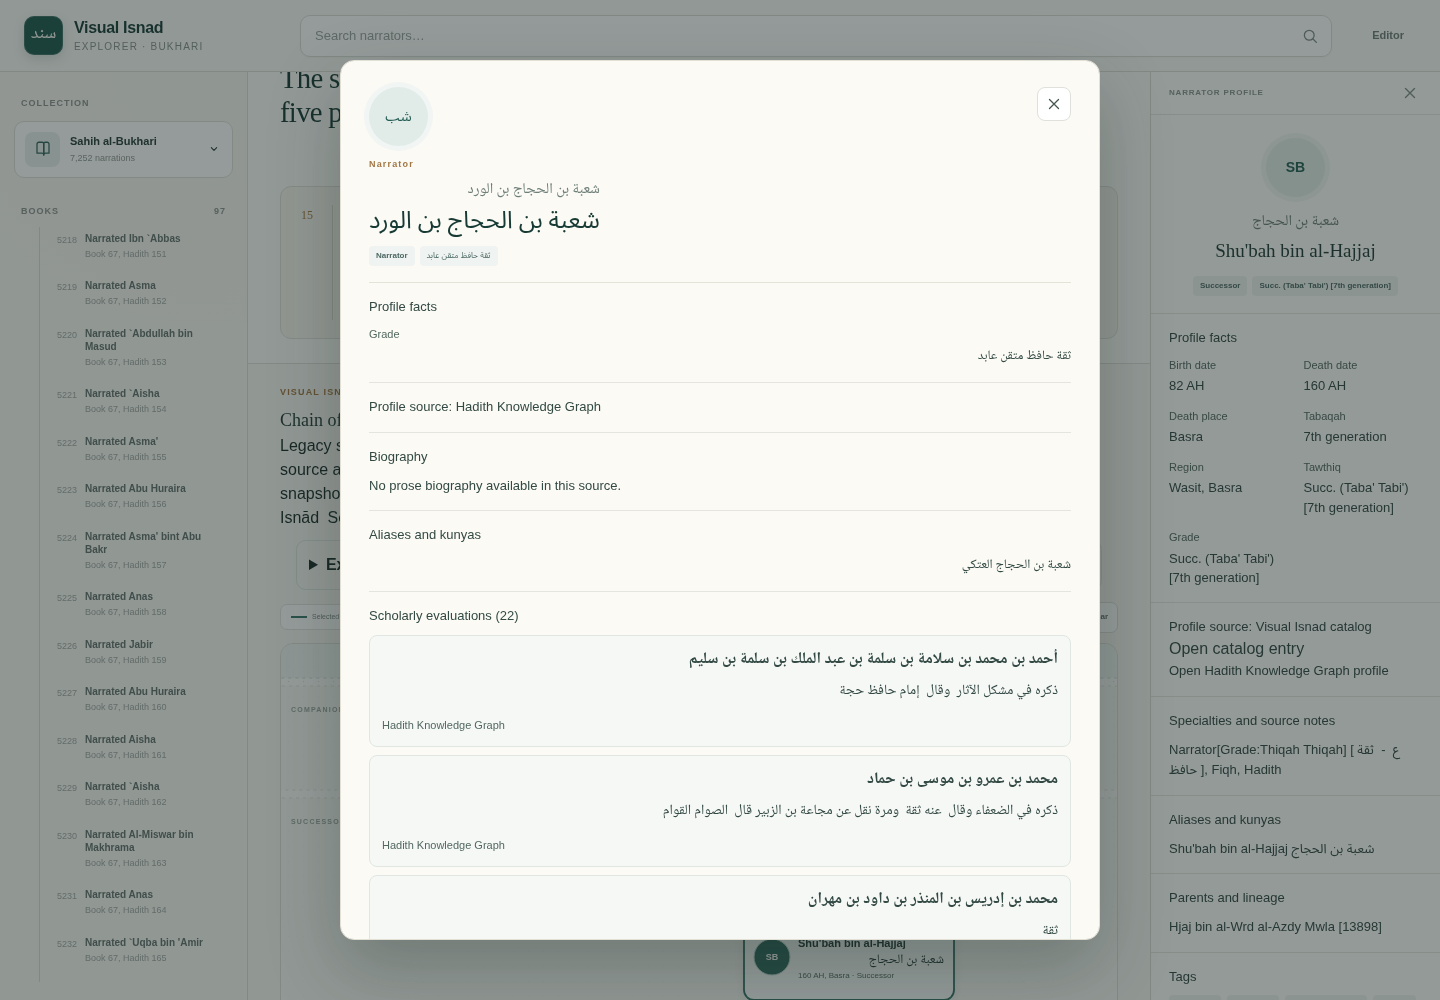 سند
Visual Isnad
EXPLORER · BUKHARI
Search narrators…
Editor
COLLECTION
Sahih al-Bukhari
7,252 narrations
BOOKS 97
5218 Narrated Ibn `Abbas
Book 67, Hadith 151
5219 Narrated Asma
Book 67, Hadith 152
5220 Narrated `Abdullah bin
Masud
Book 67, Hadith 153
5221 Narrated `Aisha
Book 67, Hadith 154
5222 Narrated Asma'
Book 67, Hadith 155
5223 Narrated Abu Huraira
Book 67, Hadith 156
5224 Narrated Asma' bint Abu
Bakr
Book 67, Hadith 157
5225 Narrated Anas
Book 67, Hadith 158
5226 Narrated Jabir
Book 67, Hadith 159
5227 Narrated Abu Huraira
Book 67, Hadith 160
5228 Narrated Aisha
Book 67, Hadith 161
5229 Narrated `Aisha
Book 67, Hadith 162
5230 Narrated Al-Miswar bin
Makhrama
Book 67, Hadith 163
5231 Narrated Anas
Book 67, Hadith 164
5232 Narrated `Uqba bin 'Amir
Book 67, Hadith 165
The s
five p
15
VISUAL ISN
Chain of
Legacy s
source a
snapsho
Isnād Se
Ex
Selected
ar
COMPANION
SUCCESSO
شب
Narrator
شعبة بن الحجاج بن الورد
شعبة بن الحجاج بن الورد
Narrator ثقة حافظ متقن عابد
Profile facts
Grade
ثقة حافظ متقن عابد
Profile source: Hadith Knowledge Graph
Biography
No prose biography available in this source.
Aliases and kunyas
شعبة بن الحجاج العتكي
Scholarly evaluations (22)
أحمد بن محمد بن سلامة بن سلمة بن عبد الملك بن سلمة بن سليم
ذكره في مشكل الآثار وقال إمام حافظ حجة
Hadith Knowledge Graph
محمد بن عمرو بن موسى بن حماد
ذكره في الضعفاء وقال عنه ثقة ومرة نقل عن مجاعة بن الزبير قال الصوام القوام
Hadith Knowledge Graph
محمد بن إدريس بن المنذر بن داود بن مهران
ثقة
SB
Shu'bah bin al-Hajjaj
شعبة بن الحجاج
160 AH, Basra · Successor
NARRATOR PROFILE
SB
شعبة بن الحجاج
Shu'bah bin al-Hajjaj
Successor Succ. (Taba' Tabi') [7th generation]
Profile facts
Birth date Death date
82 AH 160 AH
Death place Tabaqah
Basra 7th generation
Region Tawthiq
Wasit, Basra Succ. (Taba' Tabi')
[7th generation]
Grade
Succ. (Taba' Tabi')
[7th generation]
Profile source: Visual Isnad catalog
Open catalog entry
Open Hadith Knowledge Graph profile
Specialties and source notes
Narrator[Grade:Thiqah Thiqah] [ ع - ثقة
حافظ ], Fiqh, Hadith
Aliases and kunyas
Shu'bah bin al-Hajjaj شعبة بن الحجاج
Parents and lineage
Hjaj bin al-Wrd al-Azdy Mwla [13898]
Tags